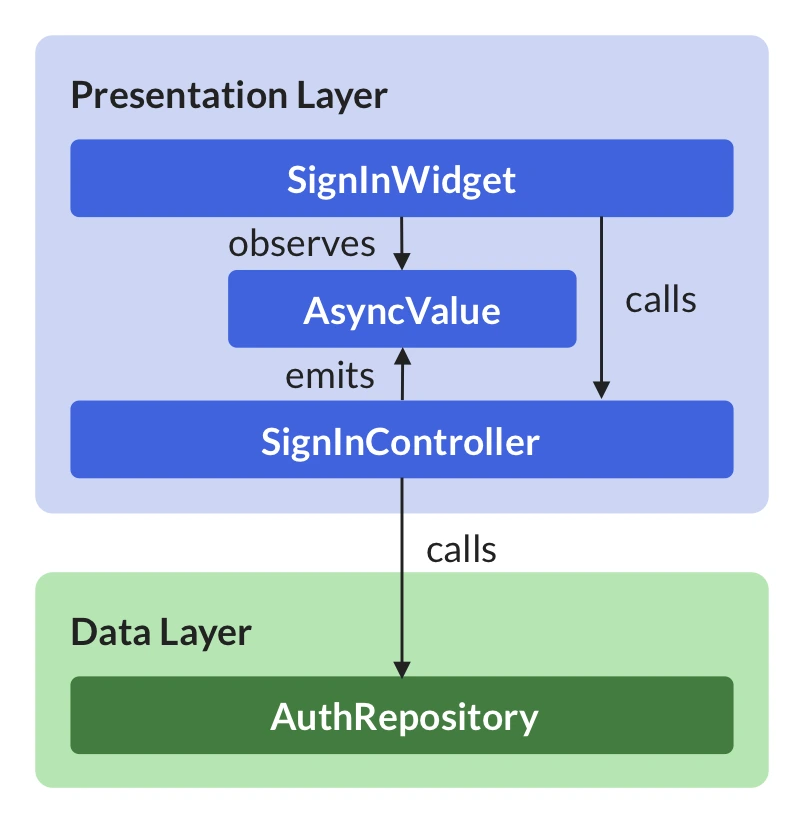 Presentation Layer
SignInWidget
observes
AsyncValue
calls
emits
SignInController
calls
Data Layer
AuthRepository